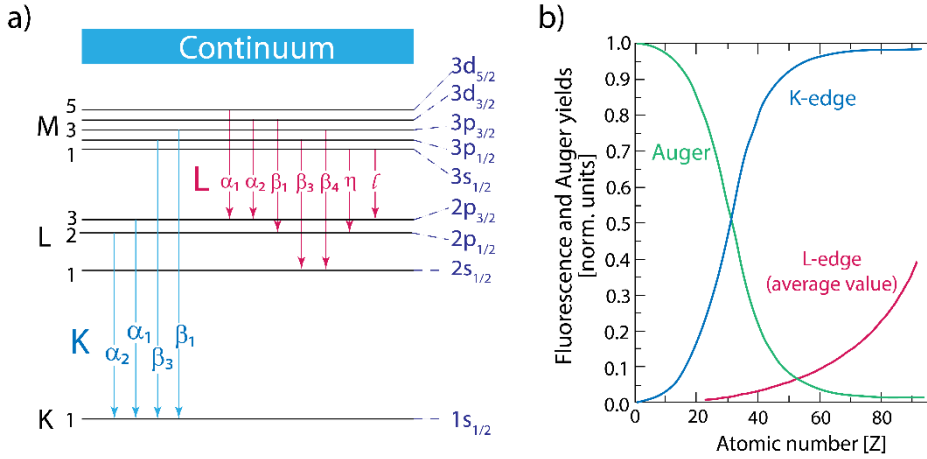 a)
Continuum
3d5/2
3d3/2
3p3/2
3p1/2
3s1/2
M
5
3
1
L α1 α2 β1 β3 β4 η ℓ
L
3
2
1
2p3/2
2p1/2
2s1/2
K
α2 α1 β3 β1
K 1
1s1/2
b)
Fluorescence and Auger yields
[norm. units]
1.0
0.9
0.8
0.7
0.6
0.5
0.4
0.3
0.2
0.1
0.0
K-edge
Auger
L-edge
(average value)
0 20 40 60 80
Atomic number [Z]